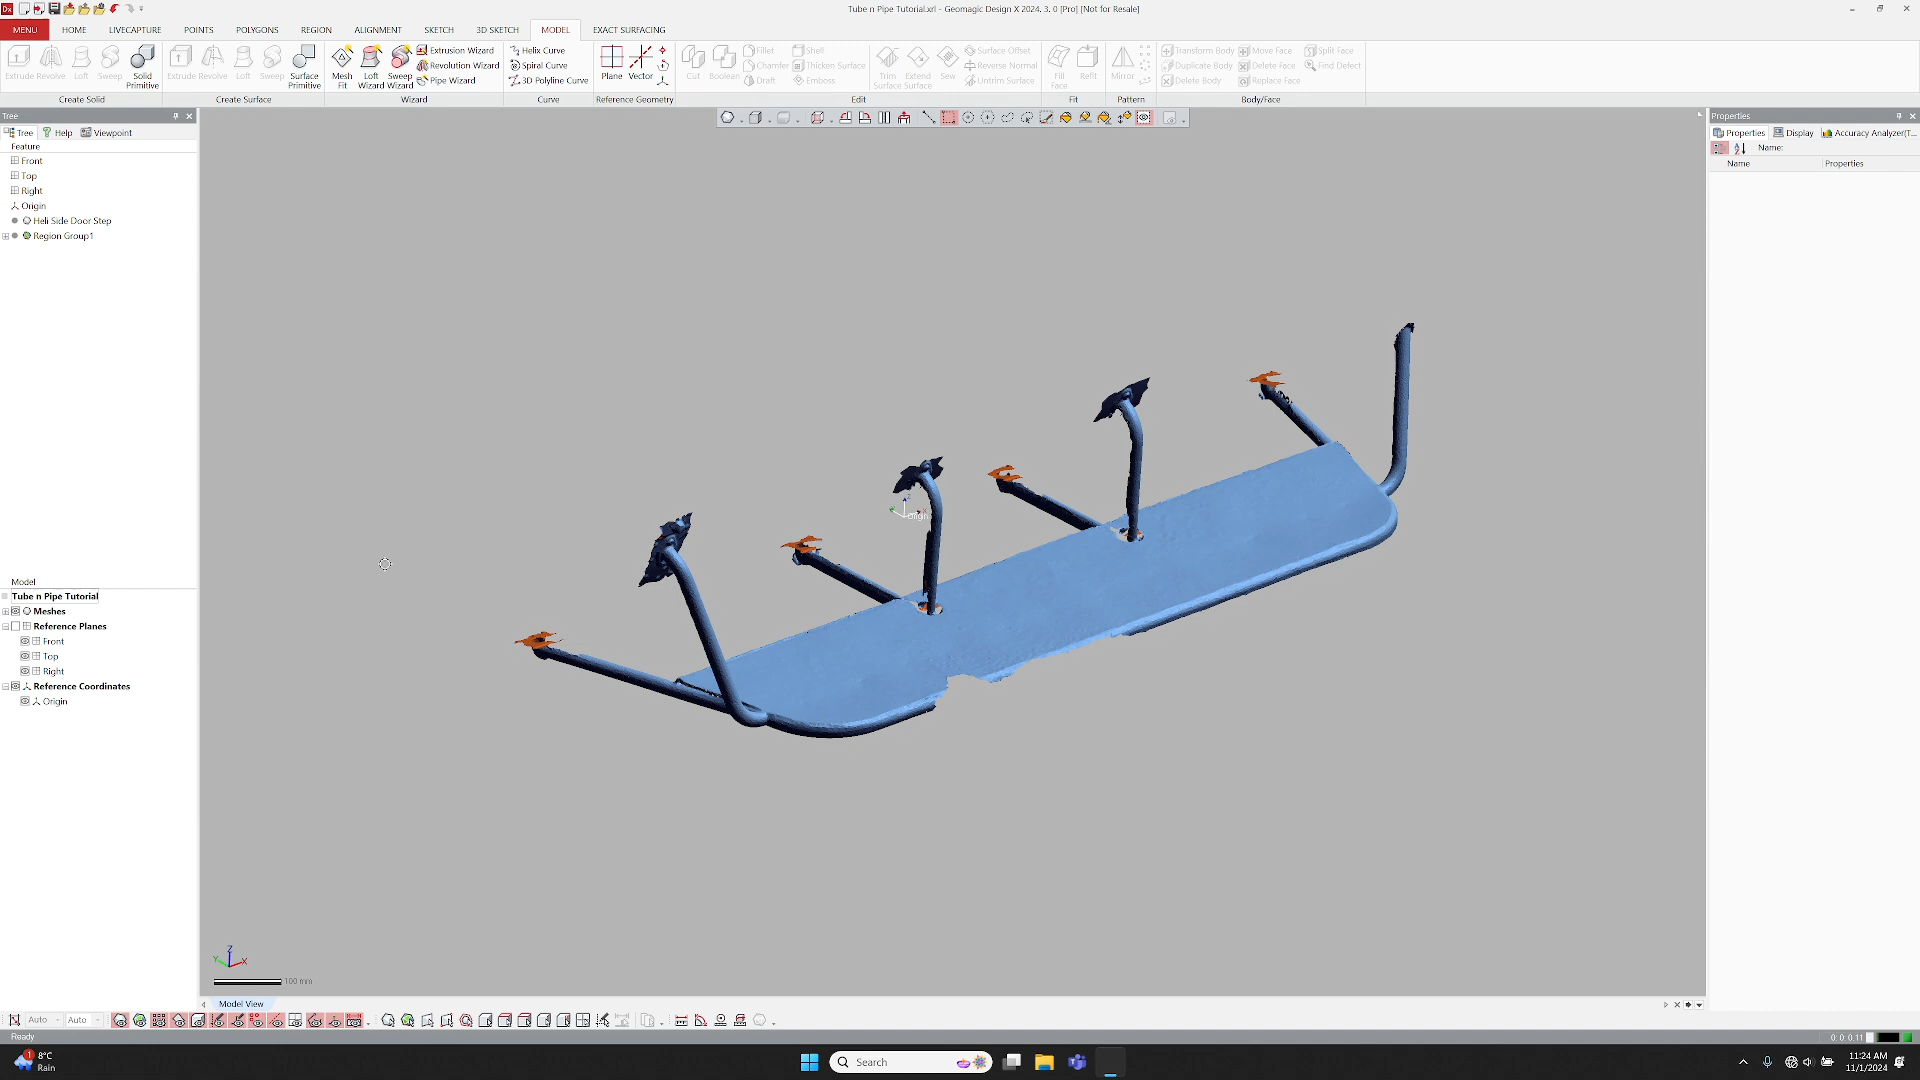 Dx
Tube n Pipe Tutorial.xrl - Geomagic Design X 2024. 3. 0 [Pro] [Not for Resale]
MENU HOME LIVECAPTURE POINTS POLYGONS REGION ALIGNMENT SKETCH 3D SKETCH MODEL EXACT SURFACING
Extrude Revolve Loft Sweep Solid Primitive
Create Solid
Extrude Revolve Loft Sweep Surface Primitive
Create Surface
Mesh Fit Loft Wizard Sweep Wizard Extrusion Wizard Revolution Wizard Pipe Wizard
Wizard
Helix Curve Spiral Curve 3D Polyline Curve
Curve
Plane Vector
Reference Geometry
Cut Boolean Fillet Chamfer Draft Shell Thicken Surface Emboss Trim Surface Extend Surface Sew Surface Offset Reverse Normal Untrim Surface
Edit
Fill Face Refit
Fit
Mirror
Pattern
Transform Body Duplicate Body Delete Body Move Face Delete Face Replace Face Split Face Find Defect
Body/Face
Tree
Tree Help Viewpoint
Feature
Front
Top
Right
Origin
Heli Side Door Step
Region Group1
Model
Tube n Pipe Tutorial
Meshes
Reference Planes
Front
Top
Right
Reference Coordinates
Origin
Origin
Z
Y
X
100 mm
Model View
Properties
Properties Display Accuracy Analyzer(T...
Name:
Name Properties
Auto Auto
Ready
0: 0: 0.11
1
8°C
Rain
Search
11:24 AM
11/1/2024